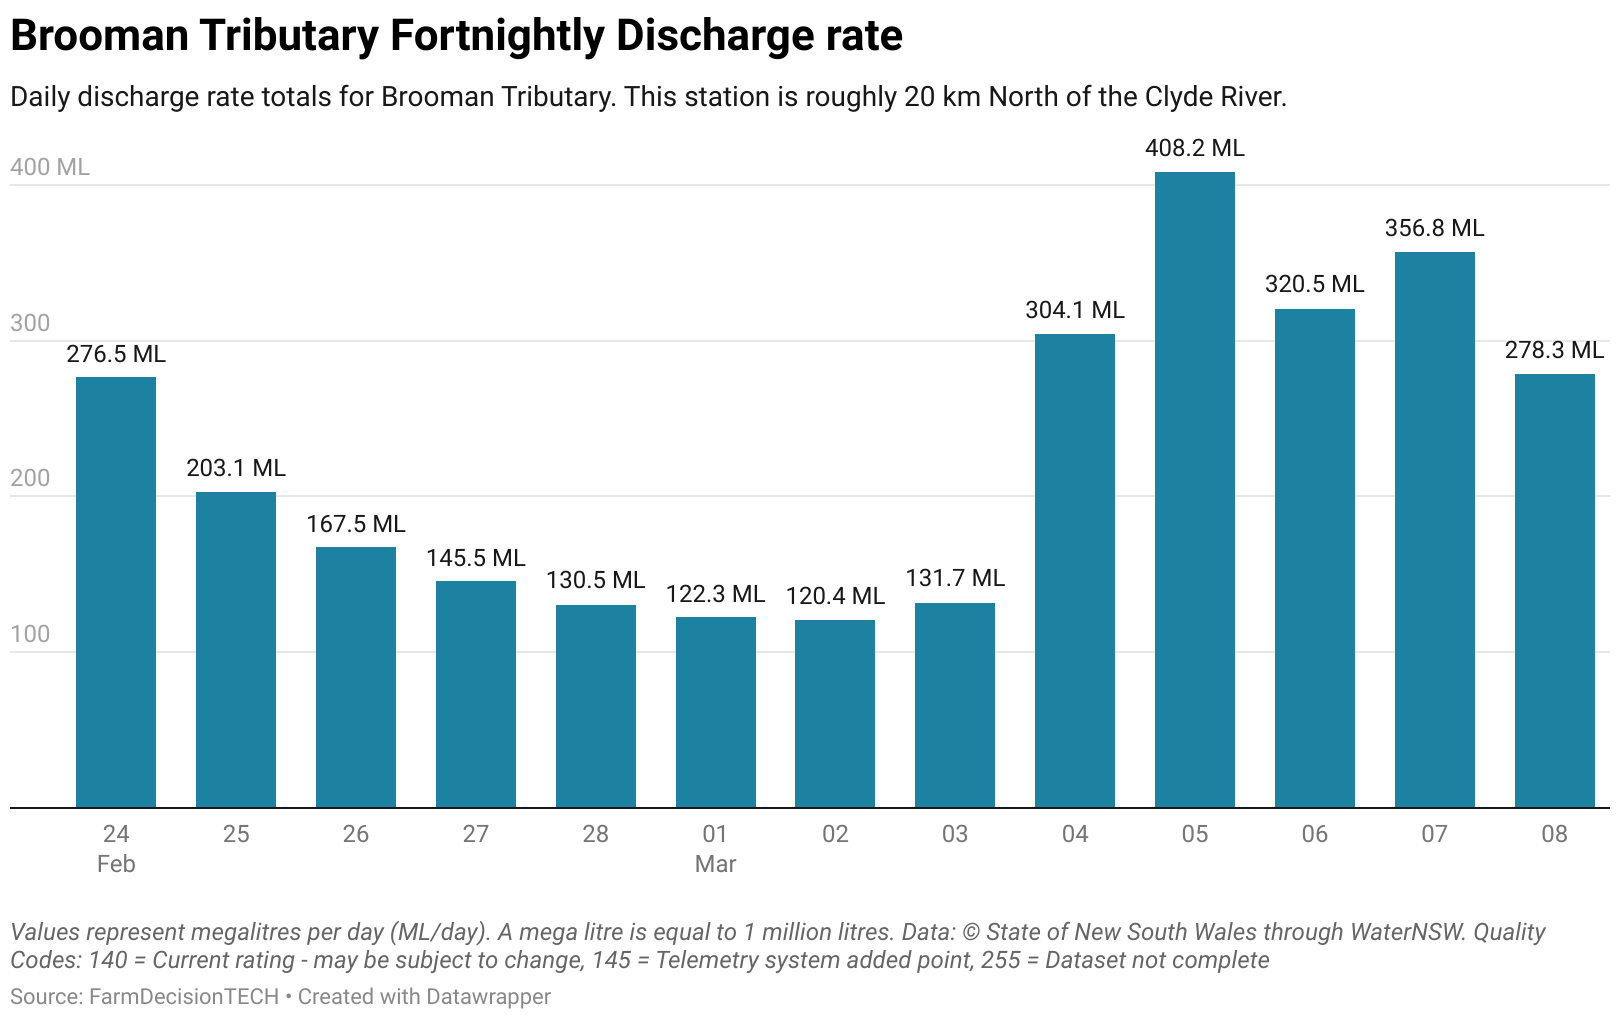 Brooman Tributary Fortnightly Discharge rate
Daily discharge rate totals for Brooman Tributary. This station is roughly 20 km North of the Clyde River.
408.2 ML
400 ML
356.8 ML
320.5 ML
304.1 ML
300
276.5 ML
278.3 ML
203.1 ML
200
167.5 ML
145.5 ML
130.5 ML
122.3 ML
120.4 ML
131.7 ML
100
24 25 26 27 28 01 02 03 04 05 06 07 08
Feb Mar
Values represent megalitres per day (ML/day). A mega litre is equal to 1 million litres. Data: © State of New South Wales through WaterNSW. Quality
Codes: 140 = Current rating - may be subject to change, 145 = Telemetry system added point, 255 = Dataset not complete
Source: FarmDecisionTECH • Created with Datawrapper